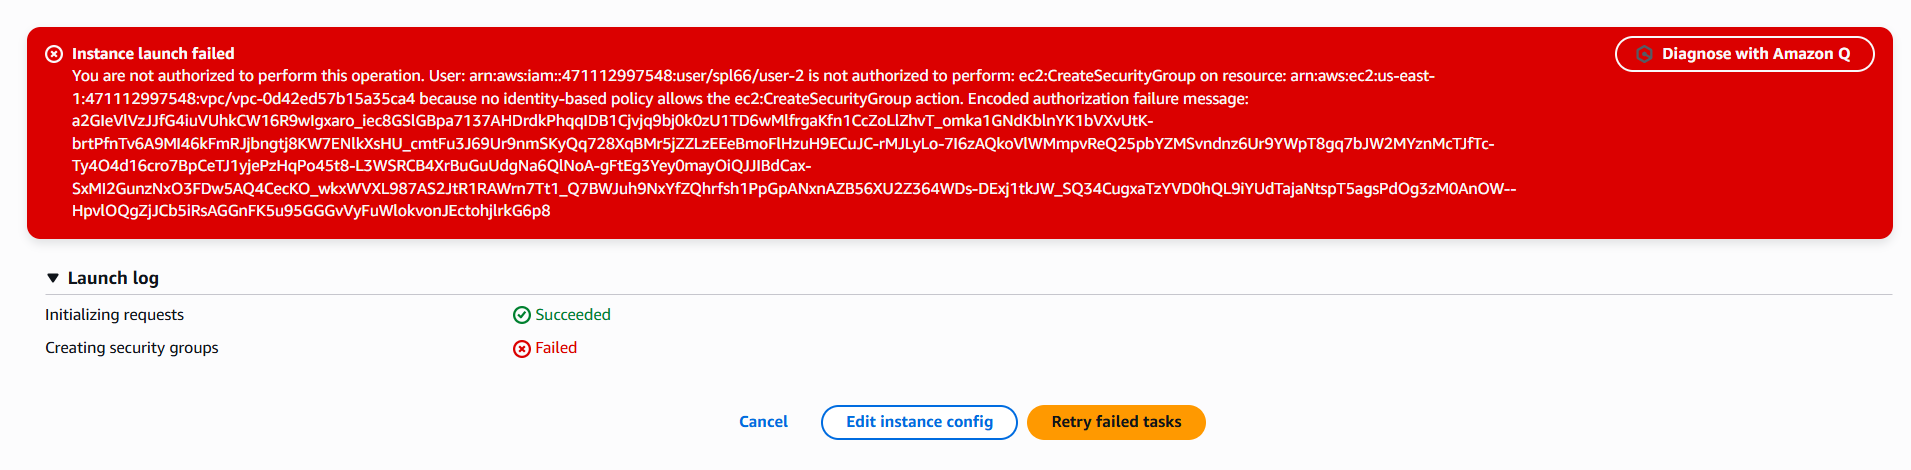 Instance launch failed
Diagnose with Amazon Q
You are not authorized to perform this operation. User: arn:aws:iam::471112997548:user/spl66/user-2 is not authorized to perform: ec2:CreateSecurityGroup on resource: arn:aws:ec2:us-east-
1:471112997548:vpc/vpc-0d42ed57b15a35ca4 because no identity-based policy allows the ec2:CreateSecurityGroup action. Encoded authorization failure message:
a2GIeVlVzJJfG4iuVUhkCW16R9wIgxaro_iec8GSlGBpa7137AHDrdkPhqqIDB1Cjvjq9bj0k0zU1TD6wMlfrgaKfn1CcZoLlZhvT_omka1GNdKblnYK1bVXvUtK-
brtPfnTv6A9MI46kFmRJjbngtj8KW7ENlkXsHU_cmtFu3J69Ur9nmSKyQq728XqBMr5jZZLzEEeBmoFlHzuH9ECuJC-rMJLyLo-7I6zAQkoVlWMmpvReQ25pbYZMSvndnz6Ur9YWpT8gq7bJW2MYznMcTJfTc-
Ty4O4d16cro7BpCeTJ1yjePzHqPo45t8-L3WSRCB4XrBuGuUdgNa6QlNoA-gFtEg3Yey0mayOiQJJIBdCax-
SxMI2GunzNxO3FDw5AQ4CecKO_wkxWVXL987AS2JtR1RAWrn7Tt1_Q7BWJuh9NxYfZQhrfsh1PpGpANxnAZB56XU2Z364WDs-DExj1tkJW_SQ34CugxaTzYVD0hQL9iYUdTajaNtspT5agsPdOg3zM0AnOW--
HpvlOQgZjJCb5iRsAGGnFK5u95GGGvVyFuWlokvonJEctohjlrkG6p8
Launch log
Initializing requests
Succeeded
Creating security groups
Failed
Cancel
Edit instance config
Retry failed tasks